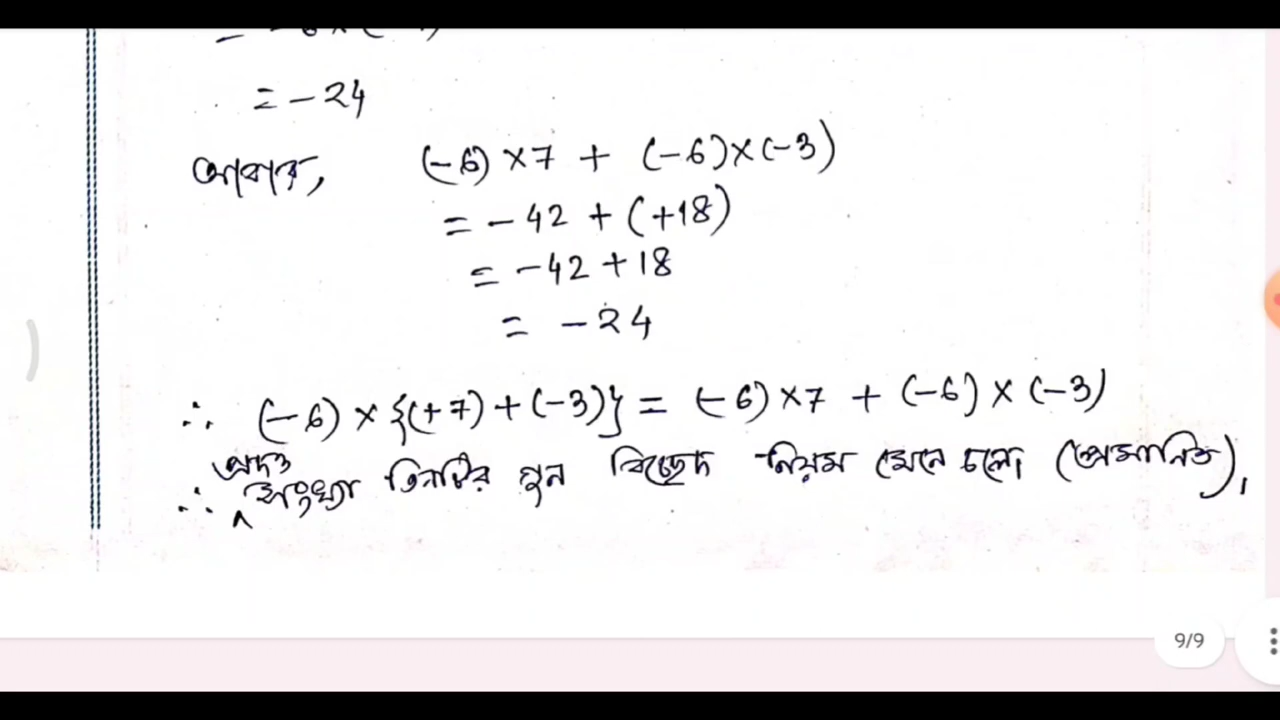 = -24
আবার, (-6) × 7 + (-6) × (-3)
= -42 + (+18)
= -42 + 18
= -24
∴ (-6) × {(+7) + (-3)} = (-6) × 7 + (-6) × (-3)
∴ প্রদত্ত সংখ্যা তিনটির গুন বিচ্ছেদ নিয়ম মেনে চলে (প্রমানিত),
9/9